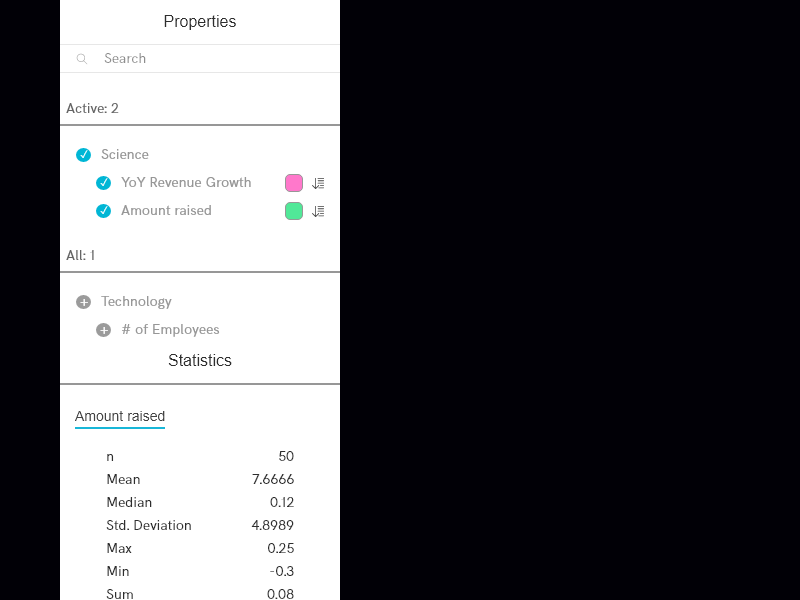 Properties
Search
Active: 2
Science
YoY Revenue Growth
Amount raised
All: 1
Technology
# of Employees
Statistics
Amount raised
n 50
Mean 7.6666
Median 0.12
Std. Deviation 4.8989
Max 0.25
Min -0.3
Sum 0.08